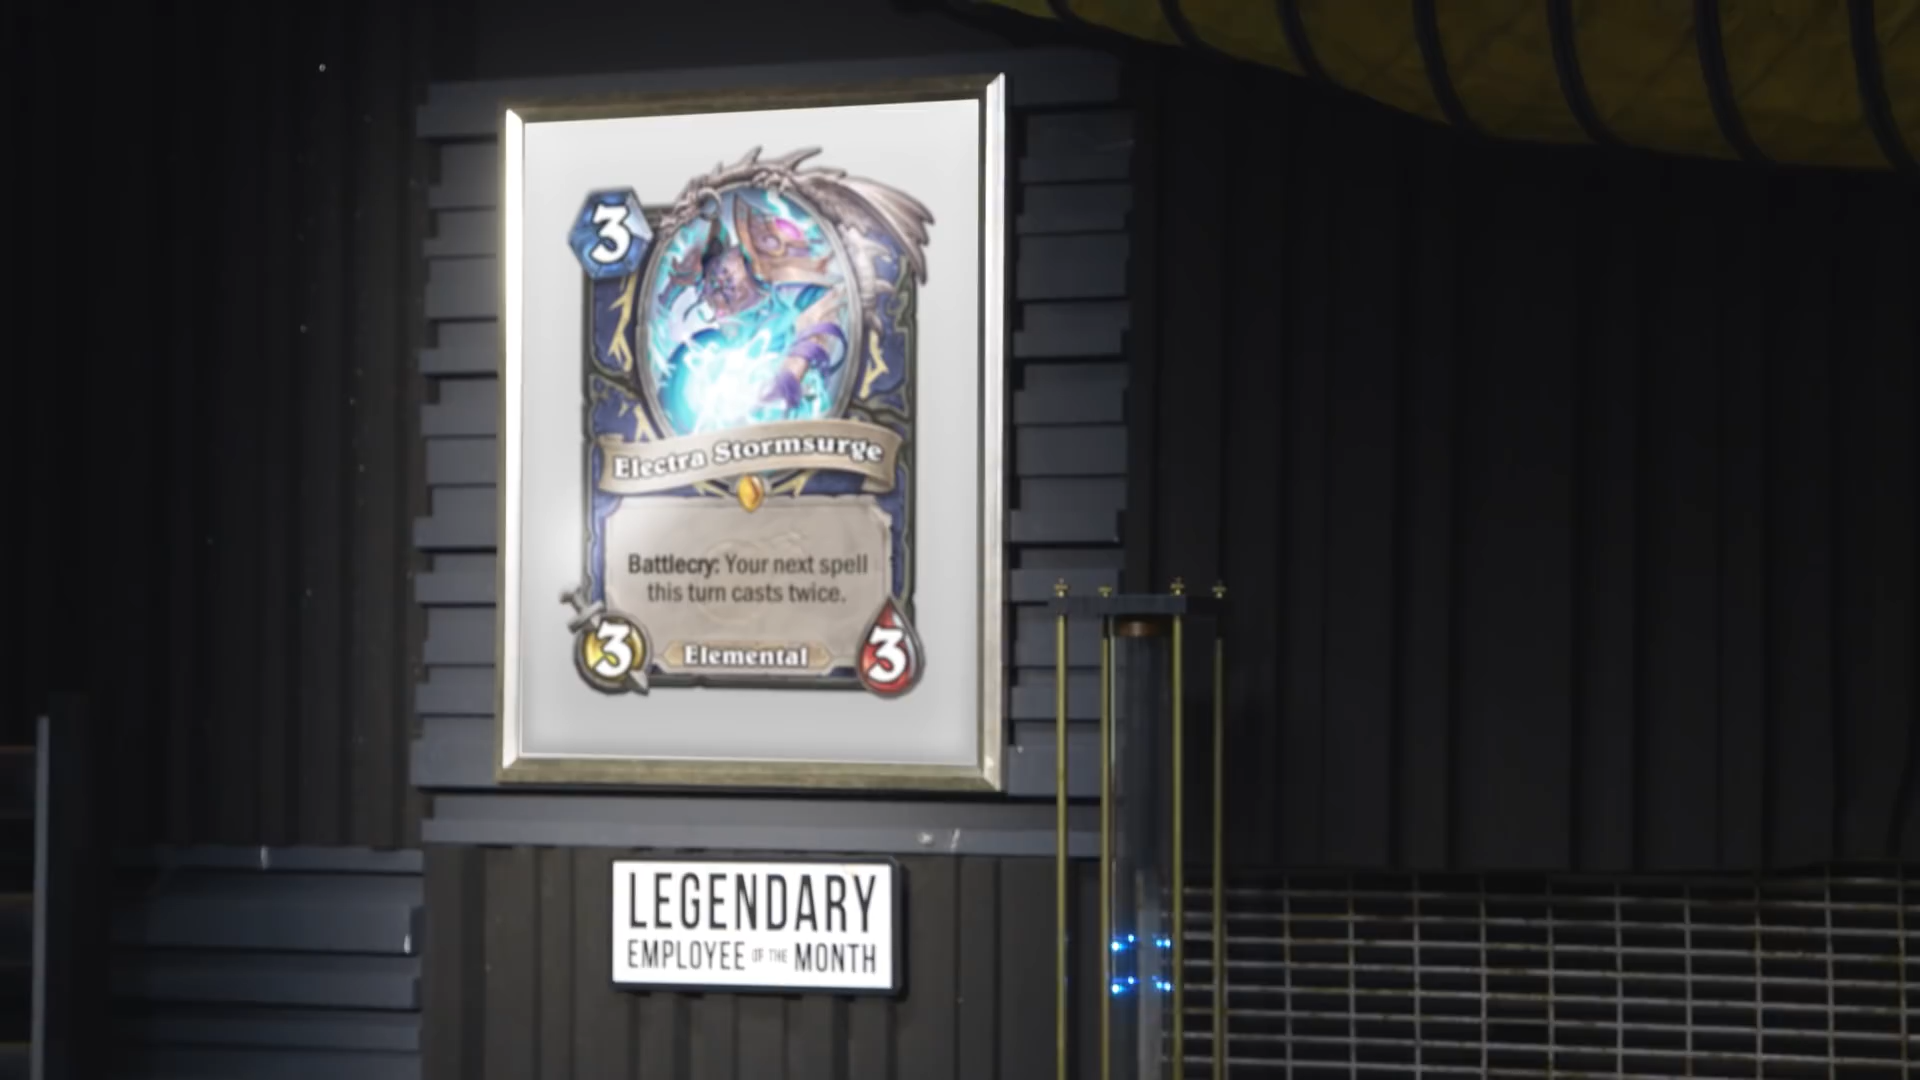 3
Electra Stormsurge
Battlecry: Your next spell
this turn casts twice.
3
Elemental
3
LEGENDARY
EMPLOYEE OF THE MONTH